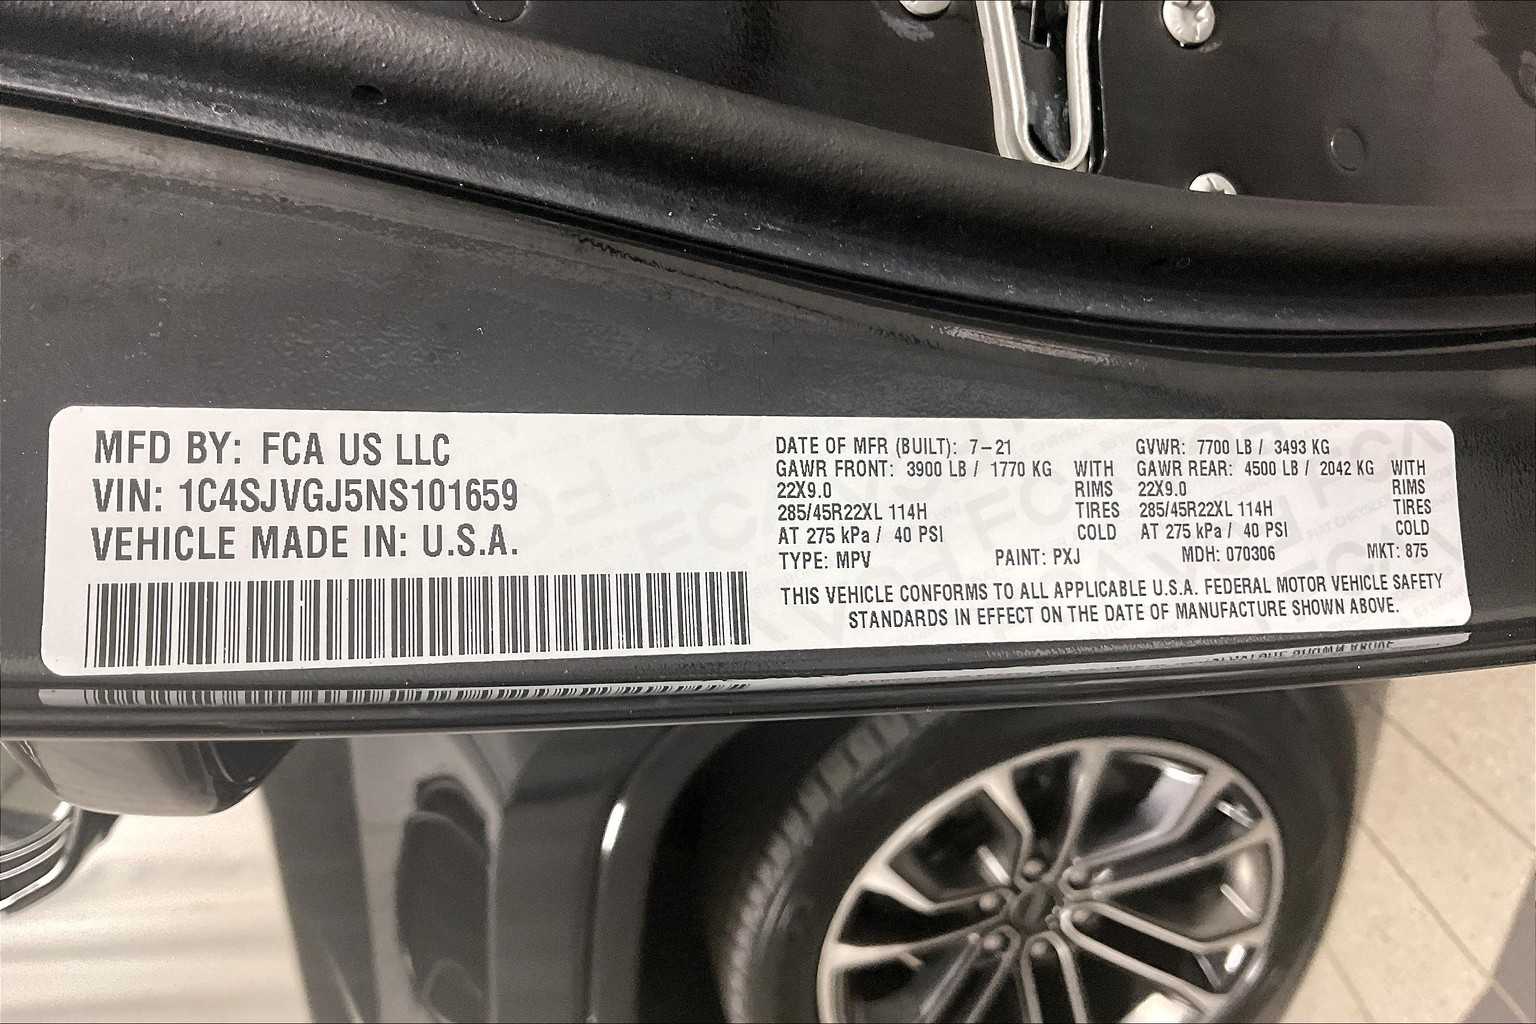 MFD BY: FCA US LLC
VIN: 1C4SJVGJ5NS101659
VEHICLE MADE IN: U.S.A.
DATE OF MFR (BUILT): 7-21 GVWR: 7700 LB / 3493 KG
GAWR FRONT: 3900 LB / 1770 KG WITH GAWR REAR: 4500 LB / 2042 KG WITH
22X9.0 RIMS 22X9.0 RIMS
285/45R22XL 114H TIRES 285/45R22XL 114H TIRES
AT 275 kPa / 40 PSI COLD AT 275 kPa / 40 PSI COLD
TYPE: MPV PAINT: PXJ MDH: 070306 MKT: 875
THIS VEHICLE CONFORMS TO ALL APPLICABLE U.S.A. FEDERAL MOTOR VEHICLE SAFETY
STANDARDS IN EFFECT ON THE DATE OF MANUFACTURE SHOWN ABOVE.